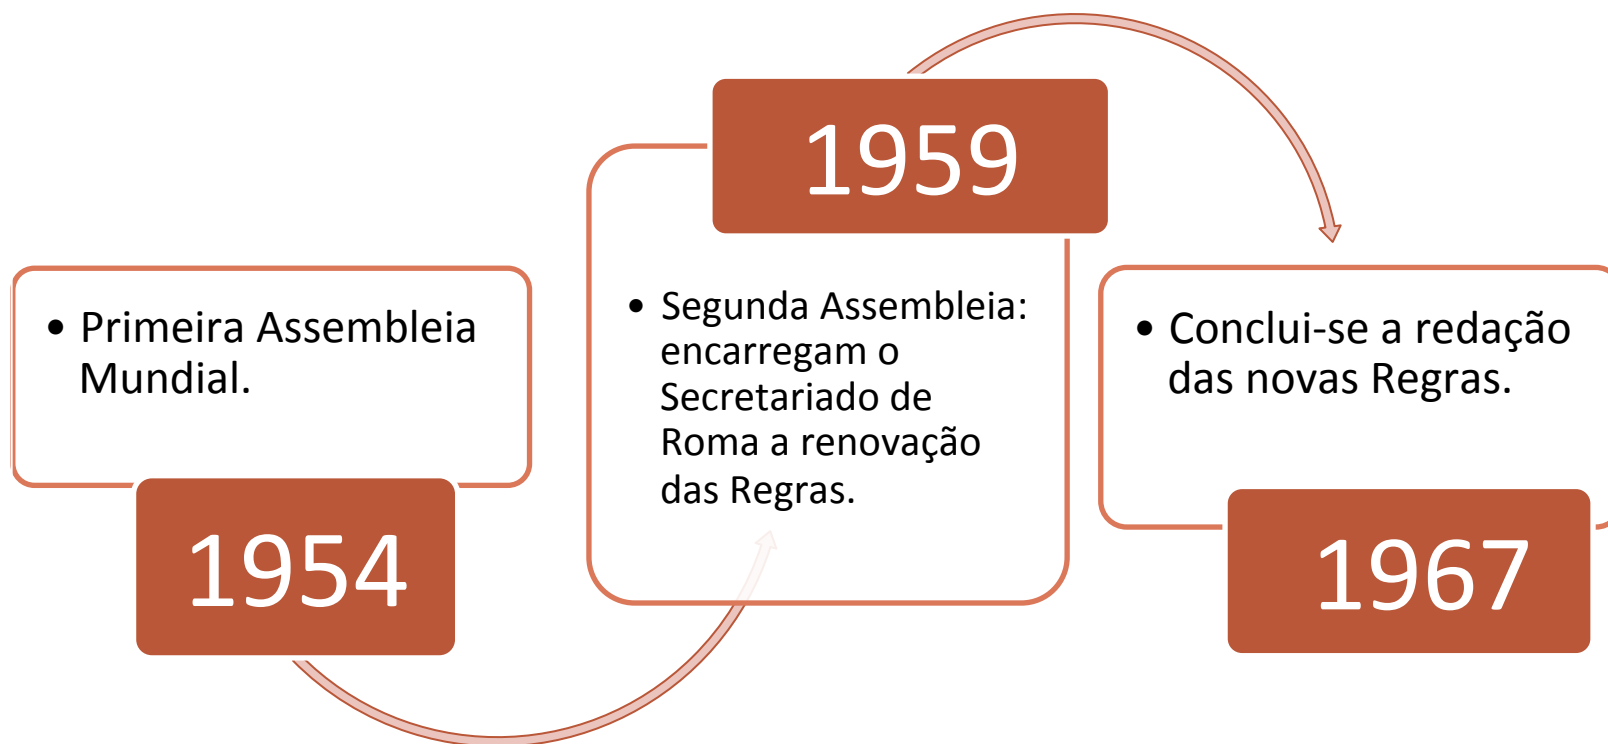 • Primeira Assembleia
Mundial.
1954
1959
• Segunda Assembleia:
encarregam o
Secretariado de
Roma a renovação
das Regras.
• Conclui-se a redação
das novas Regras.
1967